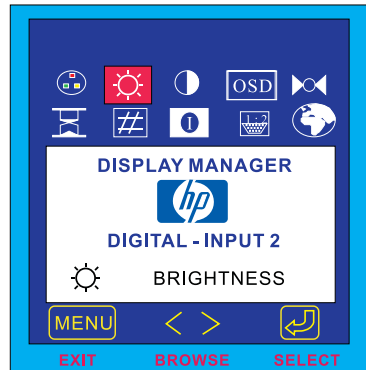 OSD
I
1:2
DISPLAY MANAGER
hp
DIGITAL - INPUT 2
BRIGHTNESS
MENU < >
EXIT BROWSE SELECT